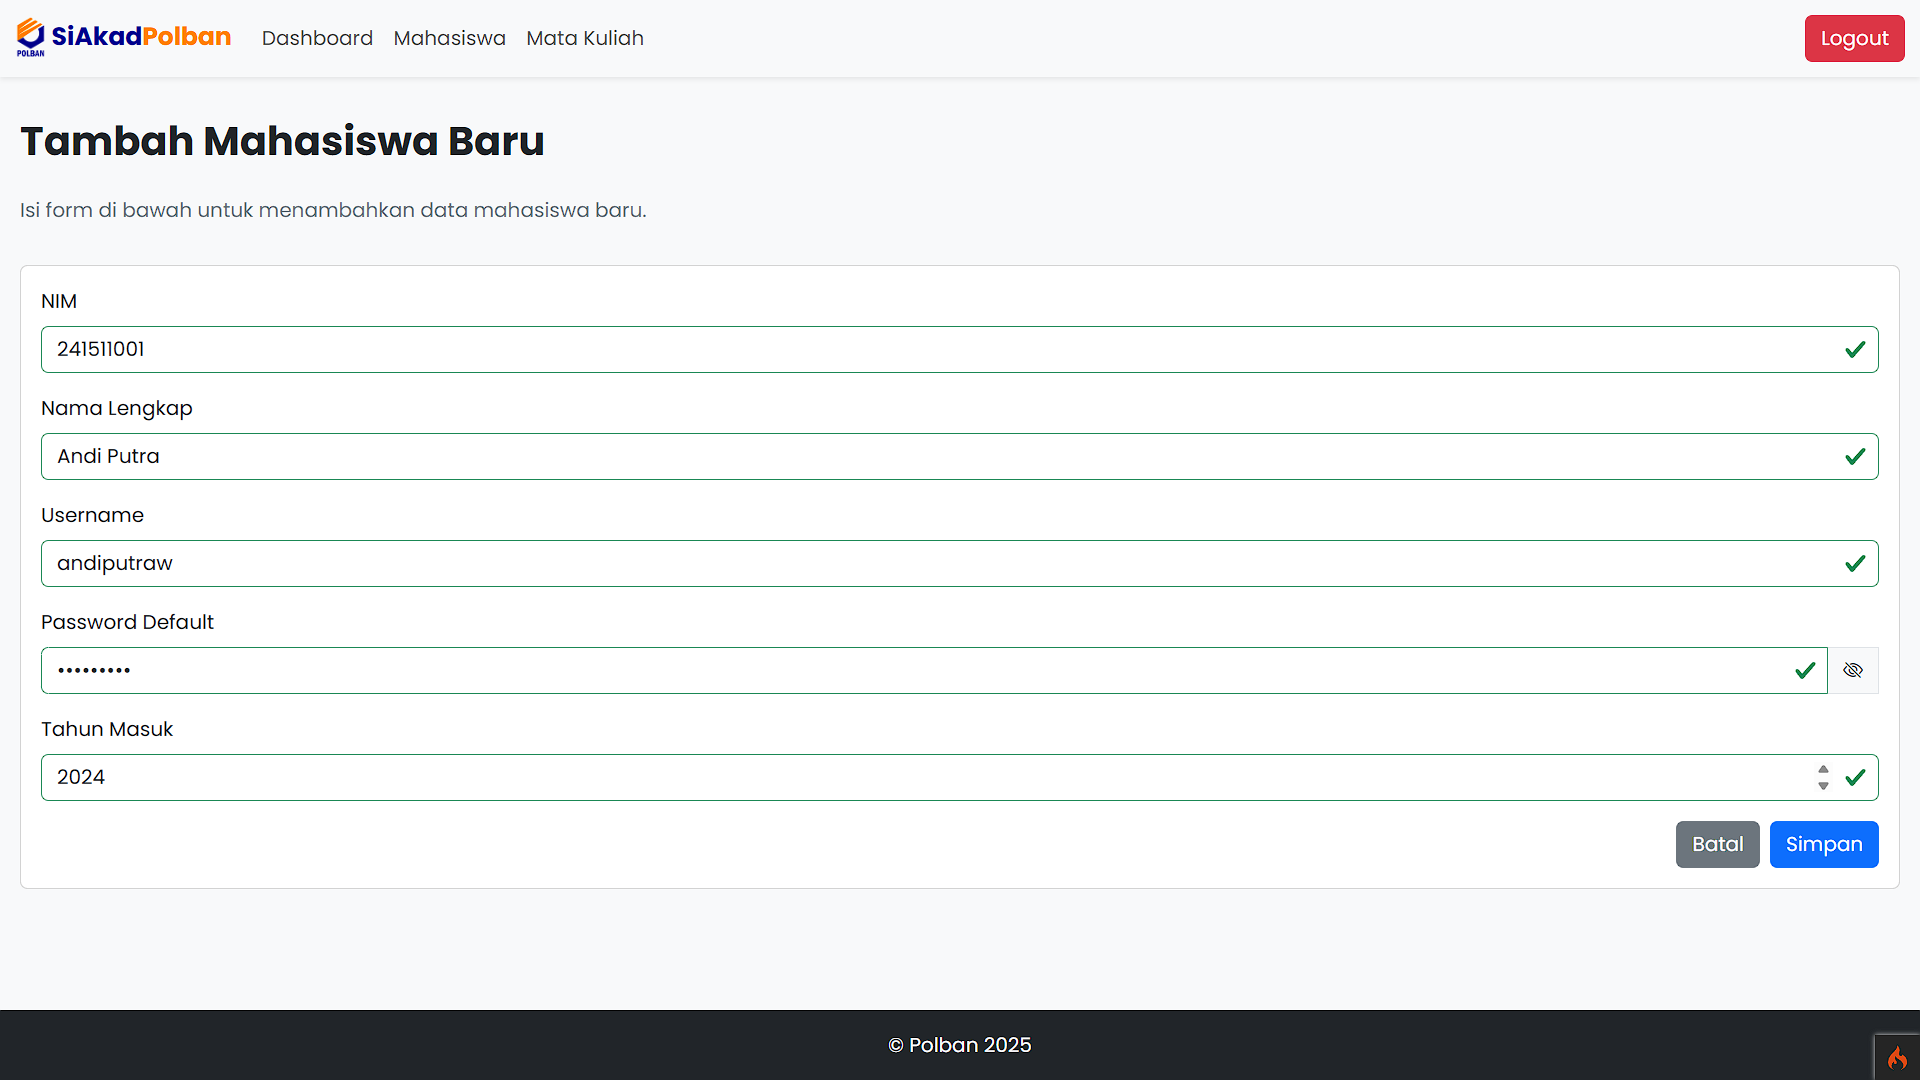 POLBAN
SiAkadPolban
Dashboard
Mahasiswa
Mata Kuliah
Logout
Tambah Mahasiswa Baru
Isi form di bawah untuk menambahkan data mahasiswa baru.
NIM
241511001
Nama Lengkap
Andi Putra
Username
andiputraw
Password Default
•••••••••
Tahun Masuk
2024
Batal
Simpan
© Polban 2025